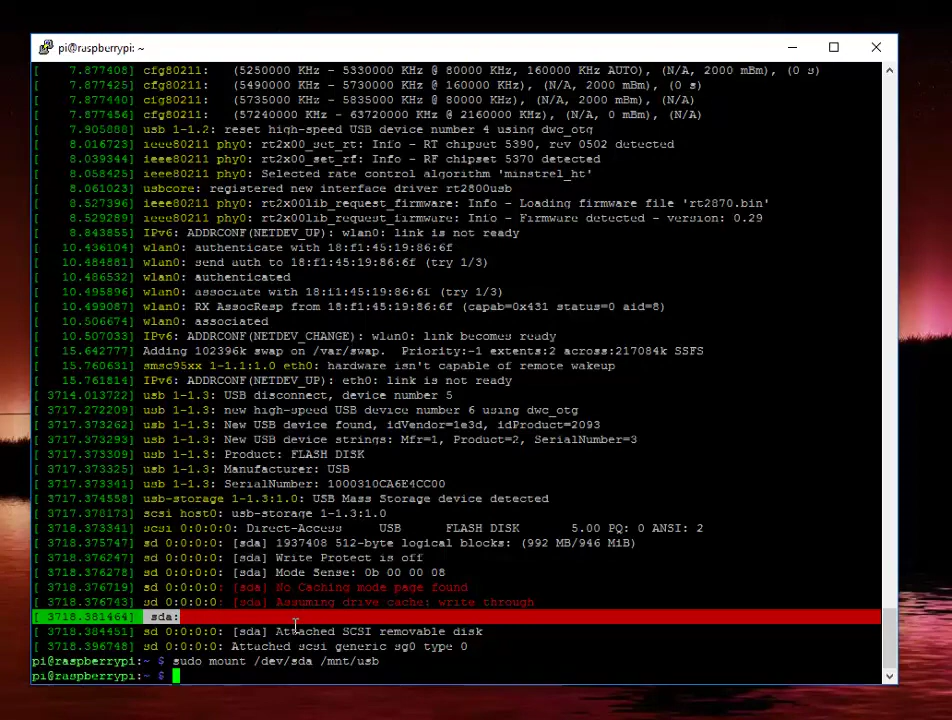 pi@raspberrypi: ~
[    7.877408] cfg80211:   (5250000 KHz - 5330000 KHz @ 80000 KHz, 160000 KHz AUTO), (N/A, 2000 mBm), (0 s)
[    7.877425] cfg80211:   (5490000 KHz - 5730000 KHz @ 160000 KHz), (N/A, 2000 mBm), (0 s)
[    7.877440] cfg80211:   (5735000 KHz - 5835000 KHz @ 80000 KHz), (N/A, 2000 mBm), (N/A)
[    7.877456] cfg80211:   (57240000 KHz - 63720000 KHz @ 2160000 KHz), (N/A, 0 mBm), (N/A)
[    7.905888] usb 1-1.2: reset high-speed USB device number 4 using dwc_otg
[    8.016723] ieee80211 phy0: rt2x00_set_rt: Info - RT chipset 5390, rev 0502 detected
[    8.039344] ieee80211 phy0: rt2x00_set_rf: Info - RF chipset 5370 detected
[    8.058425] ieee80211 phy0: Selected rate control algorithm 'minstrel_ht'
[    8.061023] usbcore: registered new interface driver rt2800usb
[    8.527396] ieee80211 phy0: rt2x00lib_request_firmware: Info - Loading firmware file 'rt2870.bin'
[    8.529289] ieee80211 phy0: rt2x00lib_request_firmware: Info - Firmware detected - version: 0.29
[    8.843855] IPv6: ADDRCONF(NETDEV_UP): wlan0: link is not ready
[   10.436104] wlan0: authenticate with 18:f1:45:19:86:6f
[   10.484881] wlan0: send auth to 18:f1:45:19:86:6f (try 1/3)
[   10.486532] wlan0: authenticated
[   10.495896] wlan0: associate with 18:f1:45:19:86:6f (try 1/3)
[   10.499087] wlan0: RX AssocResp from 18:f1:45:19:86:6f (capab=0x431 status=0 aid=8)
[   10.506674] wlan0: associated
[   10.507033] IPv6: ADDRCONF(NETDEV_CHANGE): wlan0: link becomes ready
[   15.642777] Adding 102396k swap on /var/swap.  Priority:-1 extents:2 across:217084k SSFS
[   15.760631] smsc95xx 1-1.1:1.0 eth0: hardware isn't capable of remote wakeup
[   15.761814] IPv6: ADDRCONF(NETDEV_UP): eth0: link is not ready
[ 3714.013722] usb 1-1.3: USB disconnect, device number 5
[ 3717.272209] usb 1-1.3: new high-speed USB device number 6 using dwc_otg
[ 3717.373262] usb 1-1.3: New USB device found, idVendor=1e3d, idProduct=2093
[ 3717.373293] usb 1-1.3: New USB device strings: Mfr=1, Product=2, SerialNumber=3
[ 3717.373309] usb 1-1.3: Product: FLASH DISK
[ 3717.373325] usb 1-1.3: Manufacturer: USB
[ 3717.373341] usb 1-1.3: SerialNumber: 1000310CA6E4CC00
[ 3717.374558] usb-storage 1-1.3:1.0: USB Mass Storage device detected
[ 3717.378173] scsi host0: usb-storage 1-1.3:1.0
[ 3718.373341] scsi 0:0:0:0: Direct-Access     USB      FLASH DISK       5.00 PQ: 0 ANSI: 2
[ 3718.375747] sd 0:0:0:0: [sda] 1937408 512-byte logical blocks: (992 MB/946 MiB)
[ 3718.376247] sd 0:0:0:0: [sda] Write Protect is off
[ 3718.376278] sd 0:0:0:0: [sda] Mode Sense: 0b 00 00 08
[ 3718.376719] sd 0:0:0:0: [sda] No Caching mode page found
[ 3718.376743] sd 0:0:0:0: [sda] Assuming drive cache: write through
[ 3718.381464]  sda:
[ 3718.384451] sd 0:0:0:0: [sda] Attached SCSI removable disk
[ 3718.396748] sd 0:0:0:0: Attached scsi generic sg0 type 0
pi@raspberrypi:~ $ sudo mount /dev/sda /mnt/usb
pi@raspberrypi:~ $